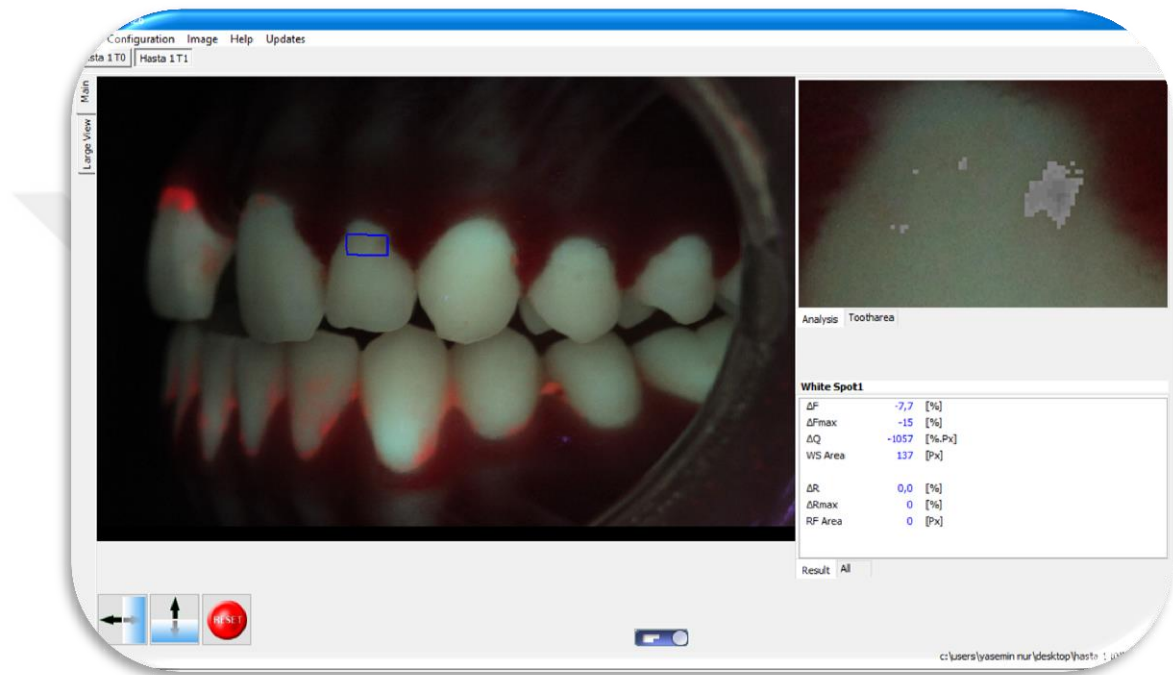 Configuration Image Help Updates
Hasta 1 T0 Hasta 1 T1
Main
Large View
Analysis Tootharea
White Spot1
ΔF -7,7 [%]
ΔFmax -15 [%]
ΔQ -1057 [%.Px]
WS Area 137 [Px]
ΔR 0,0 [%]
ΔRmax 0 [%]
RF Area 0 [Px]
Result All
RESET
c:\users\yasemin nur\desktop\hasta 1